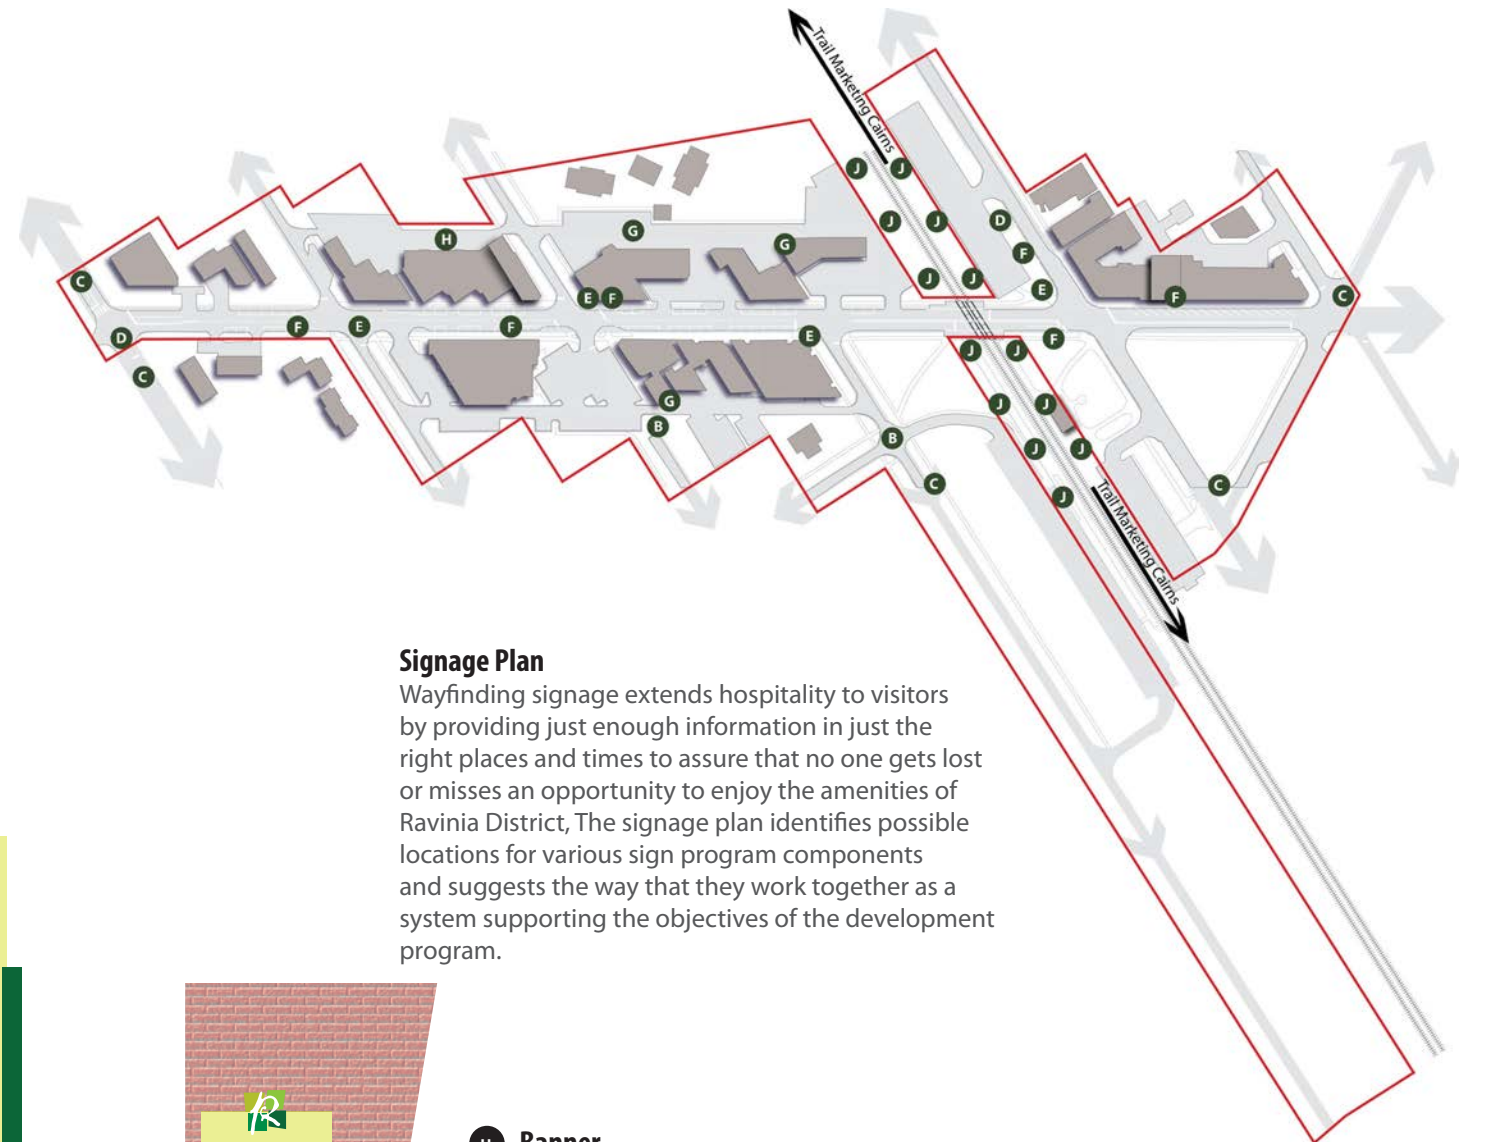 Trail Marketing Cairns
J J
J J D
H G G F
C J J E
E F F C
D F E F E F
J J
C
G J J
B B
J J
C C
J
Trail Marketing Cairns
Signage Plan
Wayfinding signage extends hospitality to visitors
by providing just enough information in just the
right places and times to assure that no one gets lost
or misses an opportunity to enjoy the amenities of
Ravinia District, The signage plan identifies possible
locations for various sign program components
and suggests the way that they work together as a
system supporting the objectives of the development
program.
R
H Banner